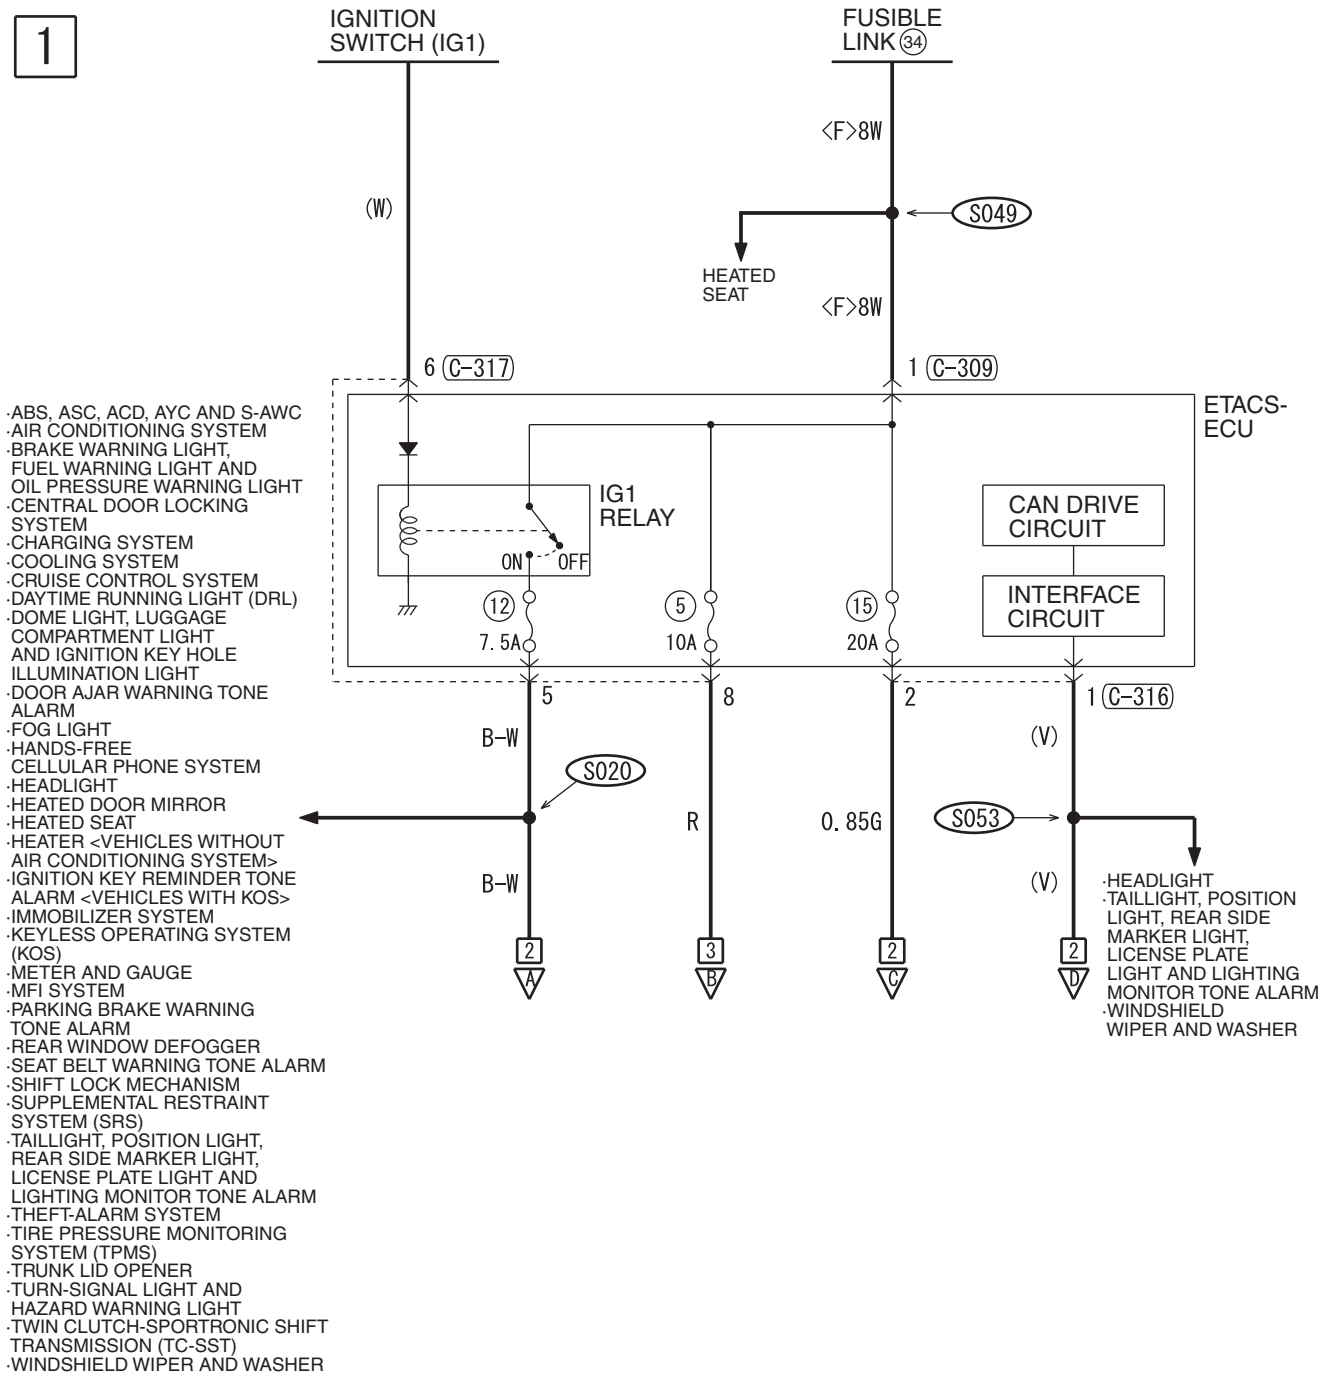 1
IGNITION
SWITCH (IG1)
FUSIBLE
LINK 34
<F>8W
(W)
S049
HEATED
SEAT
<F>8W
6 C-317
1 C-309
ETACS-
ECU
·ABS, ASC, ACD, AYC AND S-AWC
·AIR CONDITIONING SYSTEM
·BRAKE WARNING LIGHT,
FUEL WARNING LIGHT AND
OIL PRESSURE WARNING LIGHT
·CENTRAL DOOR LOCKING
SYSTEM
·CHARGING SYSTEM
·COOLING SYSTEM
·CRUISE CONTROL SYSTEM
·DAYTIME RUNNING LIGHT (DRL)
·DOME LIGHT, LUGGAGE
COMPARTMENT LIGHT
AND IGNITION KEY HOLE
ILLUMINATION LIGHT
·DOOR AJAR WARNING TONE
ALARM
·FOG LIGHT
·HANDS-FREE
CELLULAR PHONE SYSTEM
·HEADLIGHT
·HEATED DOOR MIRROR
·HEATED SEAT
·HEATER <VEHICLES WITHOUT
AIR CONDITIONING SYSTEM>
·IGNITION KEY REMINDER TONE
ALARM <VEHICLES WITH KOS>
·IMMOBILIZER SYSTEM
·KEYLESS OPERATING SYSTEM
(KOS)
·METER AND GAUGE
·MFI SYSTEM
·PARKING BRAKE WARNING
TONE ALARM
·REAR WINDOW DEFOGGER
·SEAT BELT WARNING TONE ALARM
·SHIFT LOCK MECHANISM
·SUPPLEMENTAL RESTRAINT
SYSTEM (SRS)
·TAILLIGHT, POSITION LIGHT,
REAR SIDE MARKER LIGHT,
LICENSE PLATE LIGHT AND
LIGHTING MONITOR TONE ALARM
·THEFT-ALARM SYSTEM
·TIRE PRESSURE MONITORING
SYSTEM (TPMS)
·TRUNK LID OPENER
·TURN-SIGNAL LIGHT AND
HAZARD WARNING LIGHT
·TWIN CLUTCH-SPORTRONIC SHIFT
TRANSMISSION (TC-SST)
·WINDSHIELD WIPER AND WASHER
IG1
RELAY
ON OFF
CAN DRIVE
CIRCUIT
INTERFACE
CIRCUIT
12
7.5A
5
10A
15
20A
5
8
2
1 C-316
B-W
(V)
S020
R
0.85G
S053
B-W
(V)
2
A
3
B
2
C
2
D
·HEADLIGHT
·TAILLIGHT, POSITION
LIGHT, REAR SIDE
MARKER LIGHT,
LICENSE PLATE
LIGHT AND LIGHTING
MONITOR TONE ALARM
·WINDSHIELD
WIPER AND WASHER